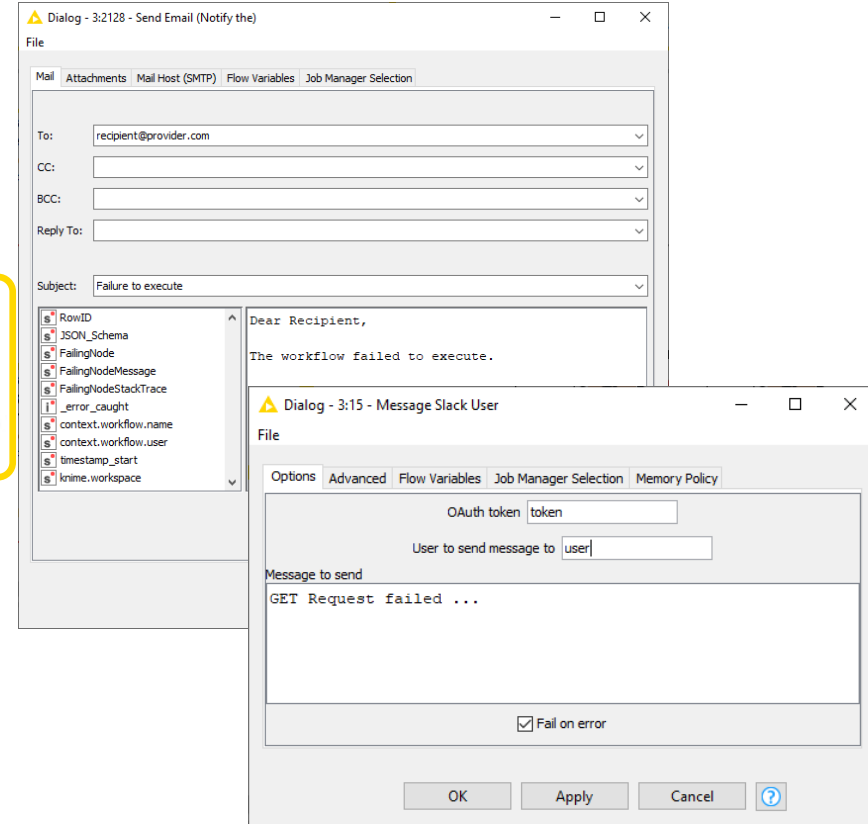 Dialog - 3:2128 - Send Email (Notify the)
File
Mail Attachments Mail Host (SMTP) Flow Variables Job Manager Selection
To: recipient@provider.com
CC:
BCC:
Reply To:
Subject: Failure to execute
s RowID
s JSON_Schema
s FailingNode
s FailingNodeMessage
s FailingNodeStackTrace
i _error_caught
s context.workflow.name
s context.workflow.user
s timestamp_start
s knime.workspace
Dear Recipient,
The workflow failed to execute.
Dialog - 3:15 - Message Slack User
File
Options Advanced Flow Variables Job Manager Selection Memory Policy
OAuth token token
User to send message to user
Message to send
GET Request failed ...
Fail on error
OK Apply Cancel ?